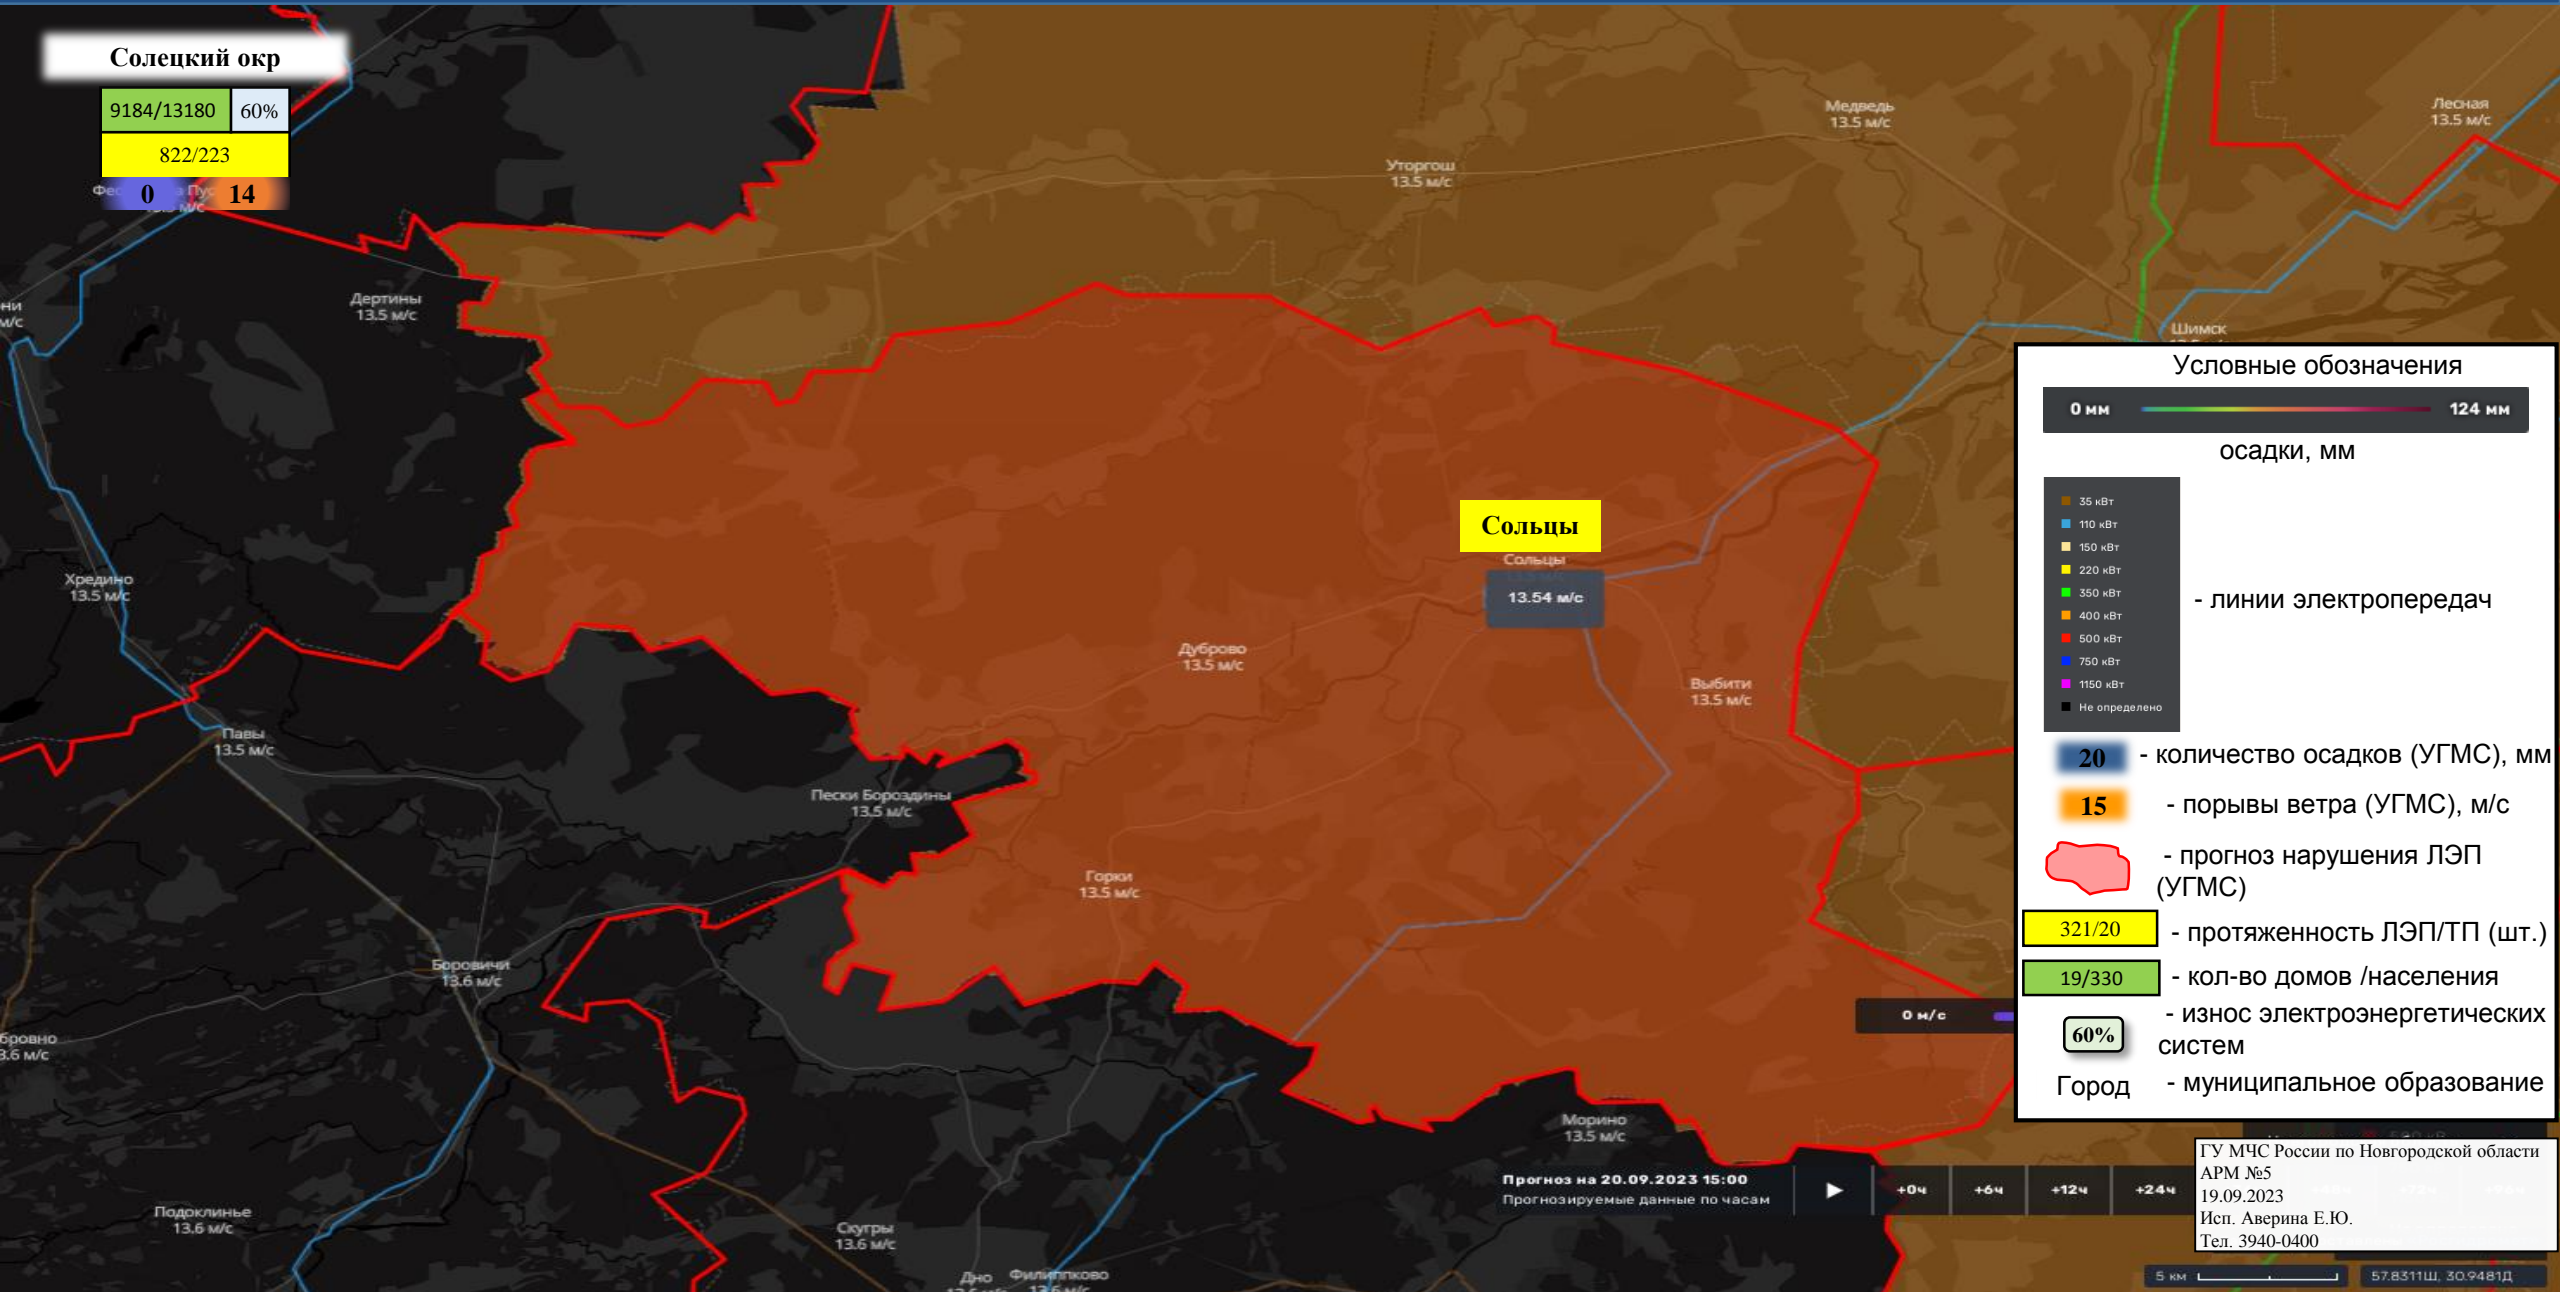 Солецкий окр
9184/13180 60%
822/223
0 14
Медведь
13.5 м/с
Лесная
13.5 м/с
Уторгош
13.5 м/с
Дертины
13.5 м/с
Шимск
Сольцы
Сольцы
13.54 м/с
Хредино
13.5 м/с
Дуброво
13.5 м/с
Выбити
13.5 м/с
Павы
13.5 м/с
Пески Бороздины
13.5 м/с
Горки
13.5 м/с
Боровичи
13.6 м/с
Морино
13.5 м/с
Подоклинье
13.6 м/с
Скугры
13.6 м/с
Дно
Филиппково
0 м/с
Условные обозначения
0 мм 124 мм
осадки, мм
35 кВт
110 кВт
150 кВт
220 кВт
350 кВт
400 кВт
500 кВт
750 кВт
1150 кВт
Не определено
- линии электропередач
20 - количество осадков (УГМС), мм
15 - порывы ветра (УГМС), м/с
- прогноз нарушения ЛЭП
(УГМС)
321/20 - протяженность ЛЭП/ТП (шт.)
19/330 - кол-во домов /населения
60% - износ электроэнергетических
систем
Город - муниципальное образование
Прогноз на 20.09.2023 15:00
Прогнозируемые данные по часам
+0ч +6ч +12ч +24ч
ГУ МЧС России по Новгородской области
АРМ №5
19.09.2023
Исп. Аверина Е.Ю.
Тел. 3940-0400
5 км
57.8311Ш, 30.9481Д